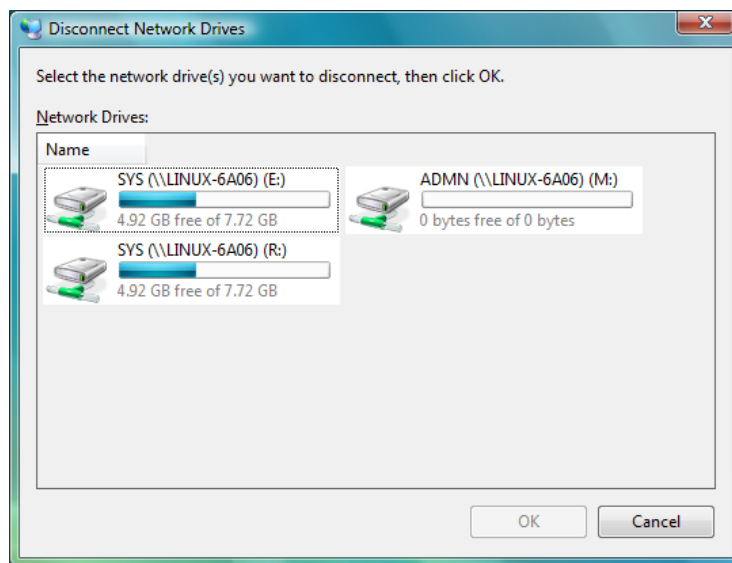 Disconnect Network Drives
Select the network drive(s) you want to disconnect, then click OK.
Network Drives:
Name
SYS (\\LINUX-6A06) (E:)
4.92 GB free of 7.72 GB
ADMN (\\LINUX-6A06) (M:)
0 bytes free of 0 bytes
SYS (\\LINUX-6A06) (R:)
4.92 GB free of 7.72 GB
OK
Cancel